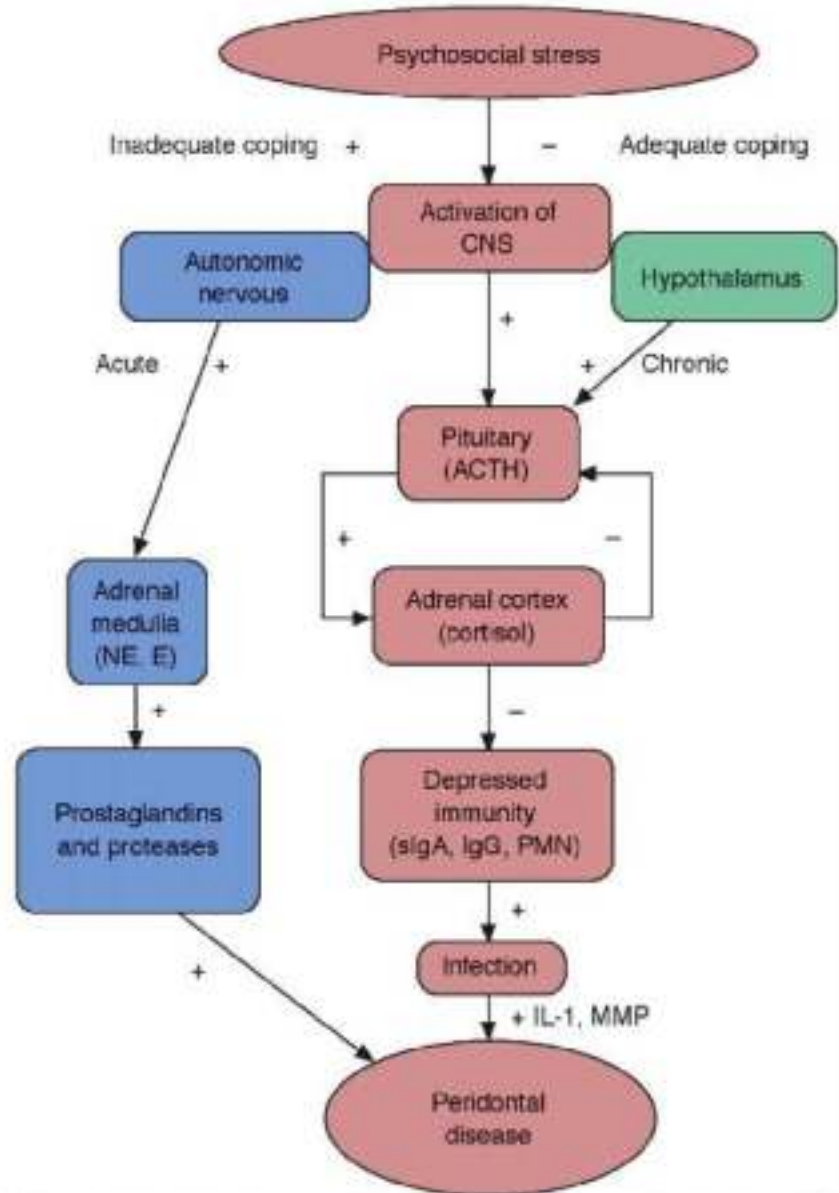 Psychosocial stress
Inadequate coping + − Adequate coping
Activation of
CNS
Autonomic
nervous
Hypothalamus
+
Acute +
+ Chronic
Pituitary
(ACTH)
+ −
Adrenal
medulla
(NE, E)
Adrenal cortex
(cortisol)
+
−
Prostaglandins
and proteases
Depressed
immunity
(sIgA, IgG, PMN)
+
+
Infection
+ IL-1, MMP
Peridontal
disease